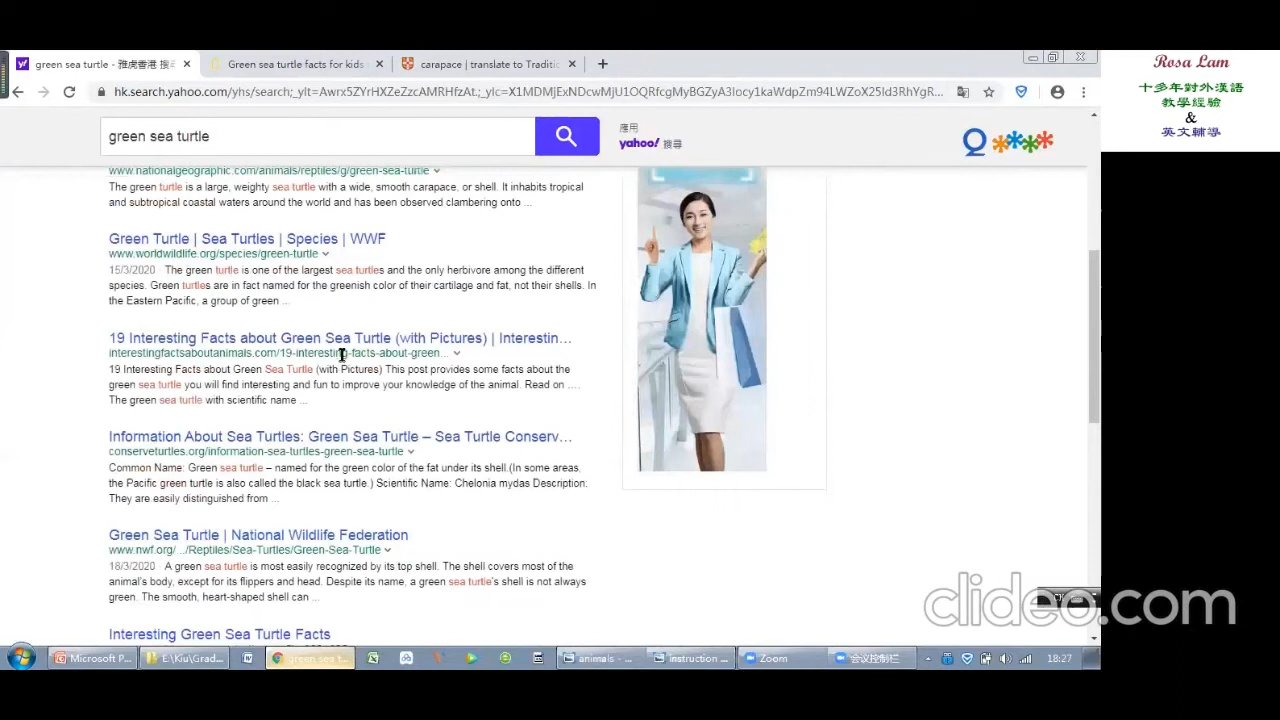 green sea turtle - 雅虎香港 搜尋
Green sea turtle facts for kids
carapace | translate to Traditi
hk.search.yahoo.com/yhs/search;_ylt=Awrx5ZYrHXZeZzcAMRHfzAt.;_ylc=X1MDMjExNDcwMjU1OQRfcgMyBGZyA3locy1kaWdpZm94LWZoX25ld3RhYgR...
green sea turtle
應用
yahoo! 搜尋
www.nationalgeographic.com/animals/reptiles/g/green-sea-turtle
The green turtle is a large, weighty sea turtle with a wide, smooth carapace, or shell. It inhabits tropical
and subtropical coastal waters around the world and has been observed clambering onto ...
Green Turtle | Sea Turtles | Species | WWF
www.worldwildlife.org/species/green-turtle
15/3/2020 · The green turtle is one of the largest sea turtles and the only herbivore among the different
species. Green turtles are in fact named for the greenish color of their cartilage and fat, not their shells. In
the Eastern Pacific, a group of green ...
19 Interesting Facts about Green Sea Turtle (with Pictures) | Interestin...
interestingfactsaboutanimals.com/19-interesting-facts-about-green...
19 Interesting Facts about Green Sea Turtle (with Pictures) This post provides some facts about the
green sea turtle you will find interesting and fun to improve your knowledge of the animal. Read on ....
The green sea turtle with scientific name ...
Information About Sea Turtles: Green Sea Turtle – Sea Turtle Conserv...
conserveturtles.org/information-sea-turtles-green-sea-turtle
Common Name: Green sea turtle – named for the green color of the fat under its shell.(In some areas,
the Pacific green turtle is also called the black sea turtle.) Scientific Name: Chelonia mydas Description:
They are easily distinguished from ...
Green Sea Turtle | National Wildlife Federation
www.nwf.org/.../Reptiles/Sea-Turtles/Green-Sea-Turtle
18/3/2020 · A green sea turtle is most easily recognized by its top shell. The shell covers most of the
animal's body, except for its flippers and head. Despite its name, a green sea turtle's shell is not always
green. The smooth, heart-shaped shell can ...
Interesting Green Sea Turtle Facts
Microsoft P...
E:\Kiu\Grad...
green sea t...
animals - ...
instruction ...
Zoom
会议控制栏
18:27
Rosa Lam
十多年對外漢語
教學經驗
&
英文輔導
clideo.com